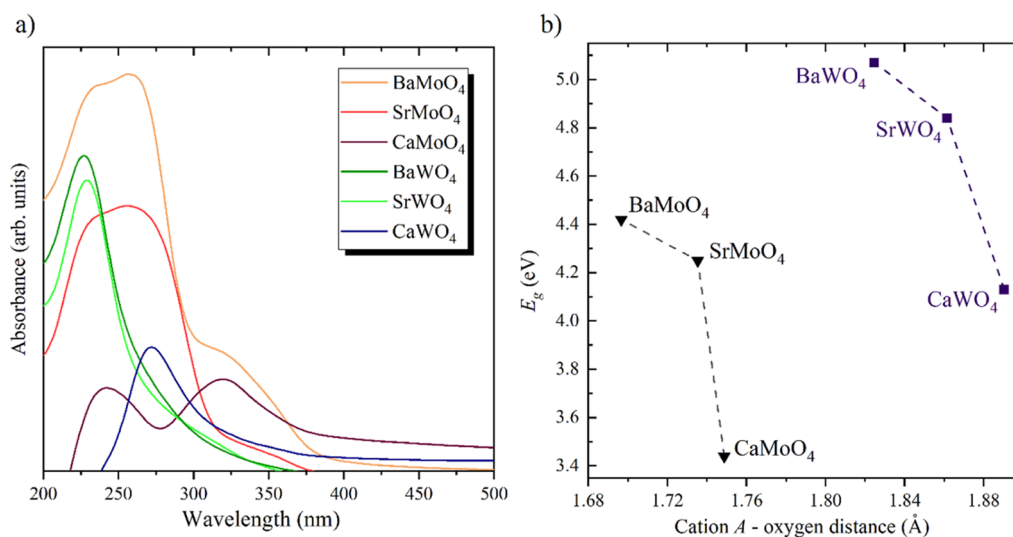 a)
Absorbance (arb. units)
BaMoO4
SrMoO4
CaMoO4
BaWO4
SrWO4
CaWO4
200 250 300 350 400 450 500
Wavelength (nm)
b)
Eg (eV)
5.0
4.8
4.6
4.4
4.2
4.0
3.8
3.6
3.4
BaWO4
SrWO4
BaMoO4
SrMoO4
CaWO4
CaMoO4
1.68 1.72 1.76 1.80 1.84 1.88
Cation A - oxygen distance (Å)